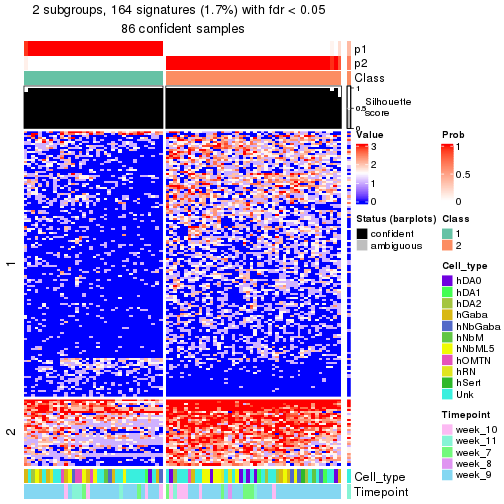 2 subgroups, 164 signatures (1.7%) with fdr < 0.05
86 confident samples
p1
p2
Class
1
0.5
0
Silhouette
score
1
2
Cell_type
Timepoint
Value
3
2
1
0
Prob
1
0.5
0
Status (barplots)
confident
ambiguous
Class
1
2
Cell_type
hDA0
hDA1
hDA2
hGaba
hNbGaba
hNbM
hNbML5
hOMTN
hRN
hSert
Unk
Timepoint
week_10
week_11
week_7
week_8
week_9